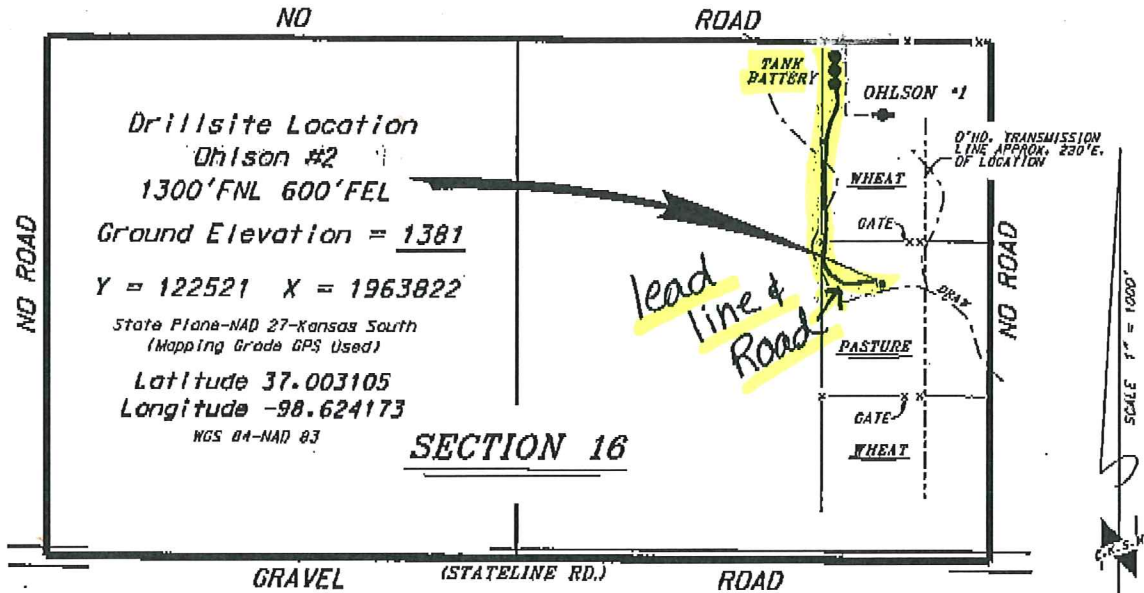 NO ROAD
TANK
BATTERY
OHLSON #1
Drillsite Location
Ohlson #2
1300'FNL 600'FEL
Ground Elevation = 1381
Y = 122521 X = 1963822
State Plane-NAD 27-Kansas South
(Mapping Grade GPS Used)
Latitude 37.003105
Longitude -98.624173
WGS 84-NAD 83
SECTION 16
O'HD. TRANSMISSION
LINE APPROX. 230'E.
OF LOCATION
WHEAT
GATE
lead
line &
Road
DRAW
PASTURE
GATE
WHEAT
NO ROAD
NO ROAD
SCALE 1" = 1000'
GRAVEL (STATELINE RD.) ROAD